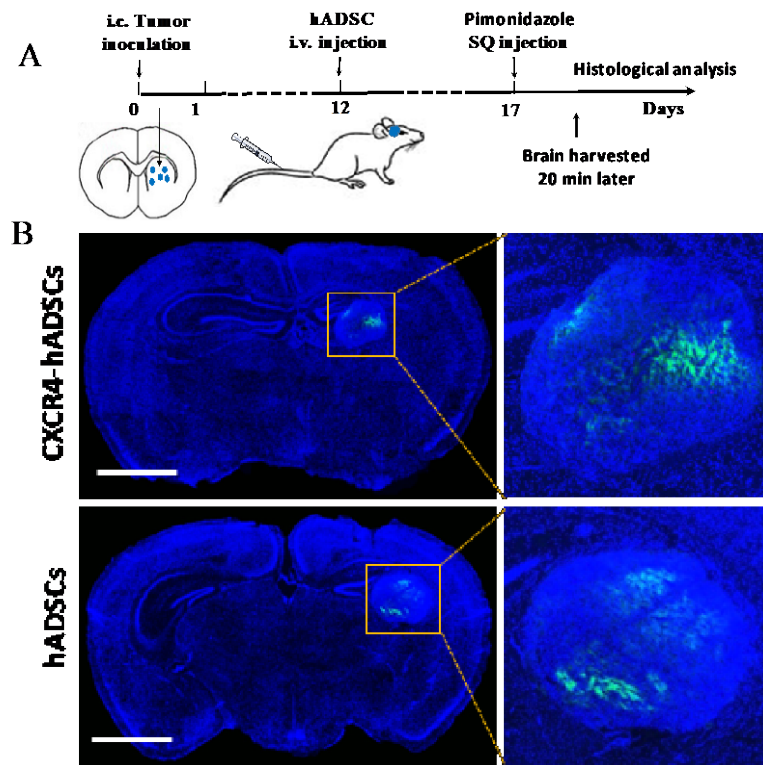 A
i.c. Tumor
inoculation
hADSC
i.v. injection
Pimonidazole
SQ injection
Histological analysis
0
1
12
17
Days
Brain harvested
20 min later
B
CXCR4-hADSCs
hADSCs